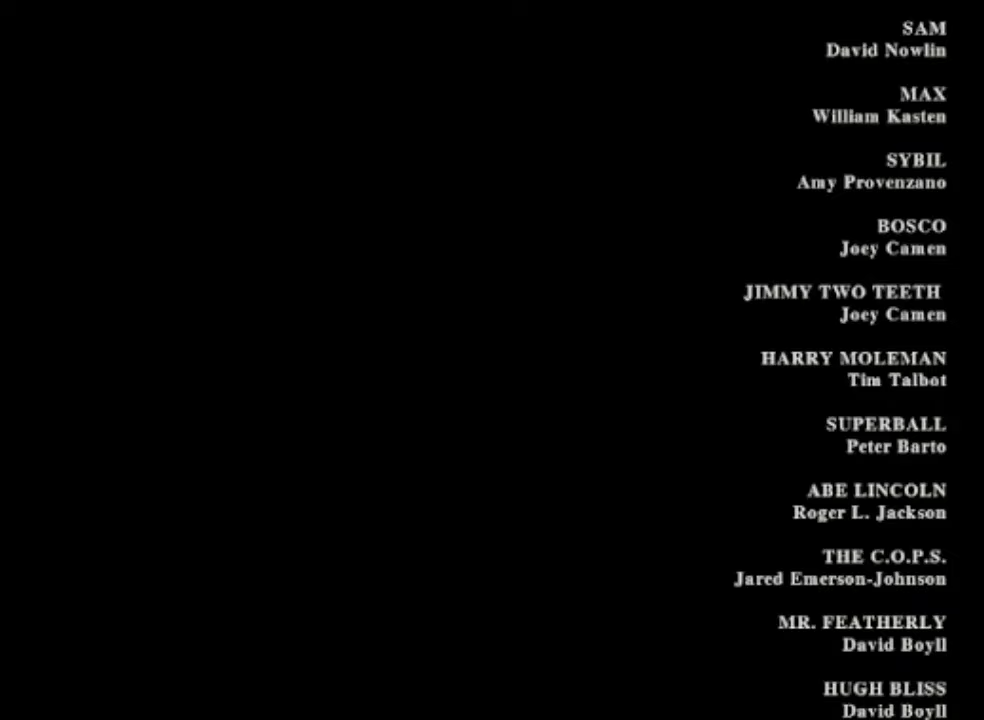 SAM
David Nowlin
MAX
William Kasten
SYBIL
Amy Provenzano
BOSCO
Joey Camen
JIMMY TWO TEETH
Joey Camen
HARRY MOLEMAN
Tim Talbot
SUPERBALL
Peter Barto
ABE LINCOLN
Roger L. Jackson
THE C.O.P.S.
Jared Emerson-Johnson
MR. FEATHERLY
David Boyll
HUGH BLISS
David Boyll